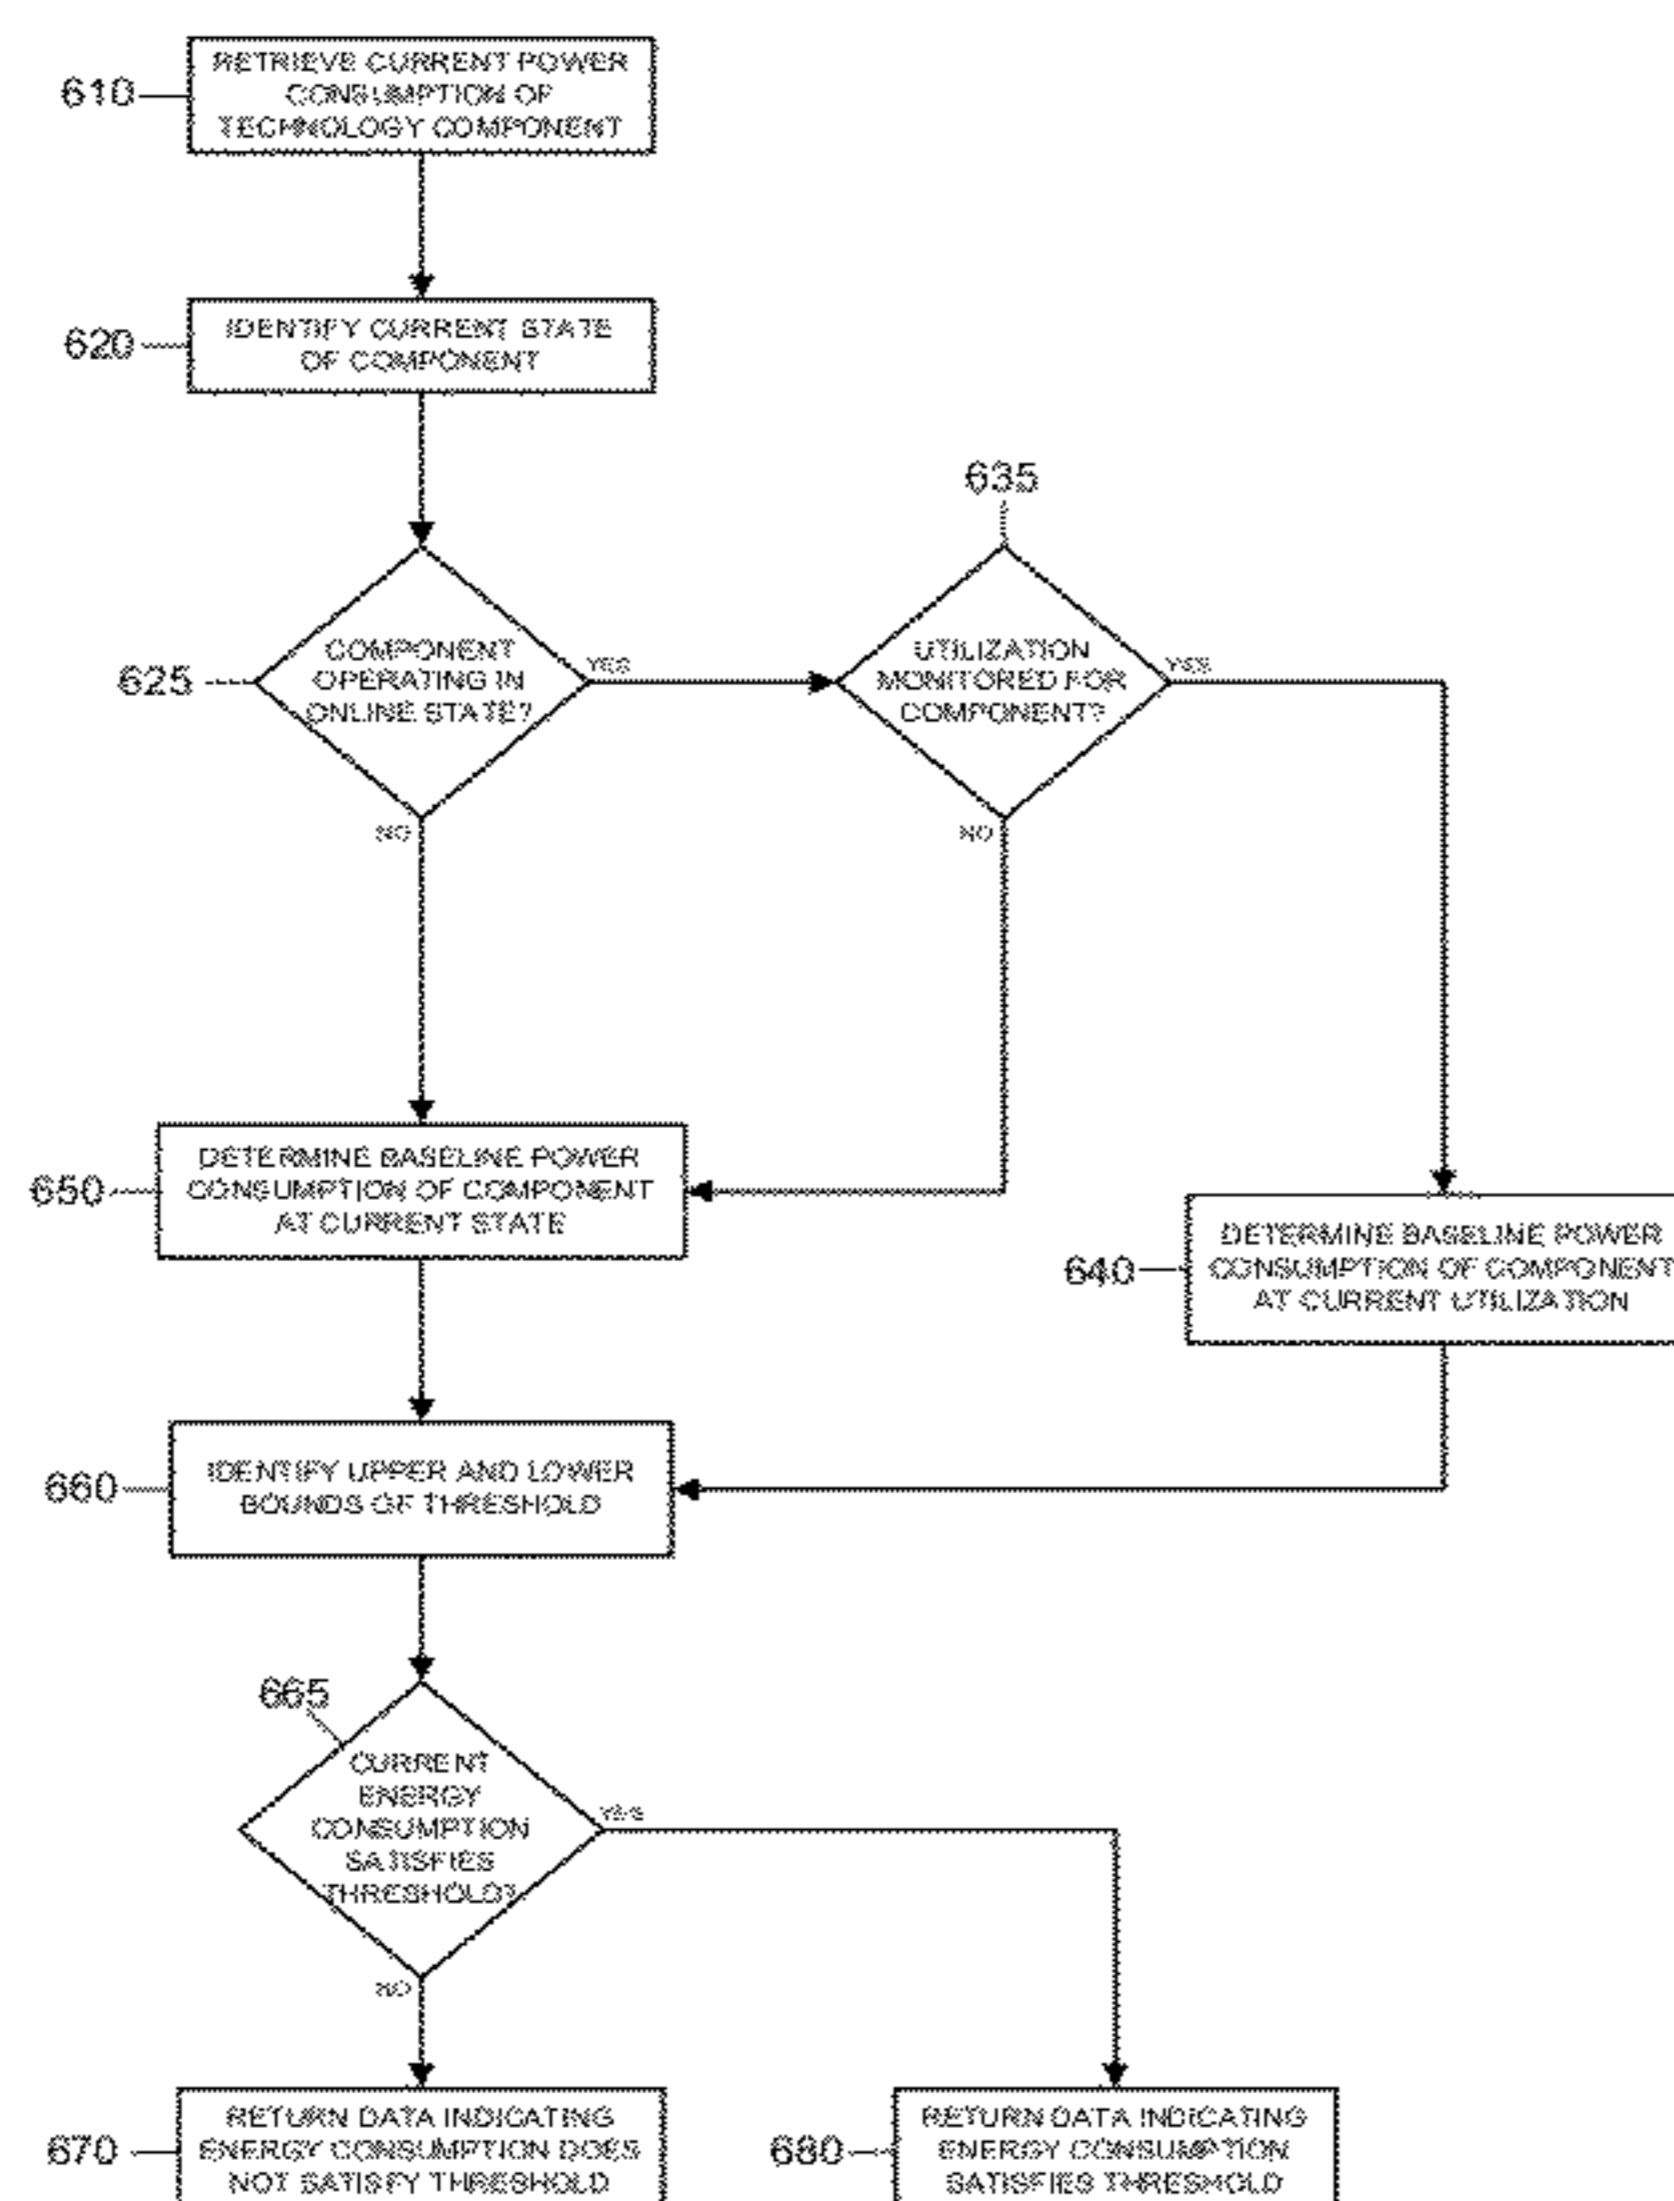 610
RETRIEVE CURRENT POWER
CONSUMPTION OF
TECHNOLOGY COMPONENT
620
IDENTIFY CURRENT STATE
OF COMPONENT
635
625
COMPONENT
OPERATING IN
ONLINE STATE?
YES
UTILIZATION
MONITORED FOR
COMPONENT?
YES
NO
NO
650
DETERMINE BASELINE POWER
CONSUMPTION OF COMPONENT
AT CURRENT STATE
640
DETERMINE BASELINE POWER
CONSUMPTION OF COMPONENT
AT CURRENT UTILIZATION
660
IDENTIFY UPPER AND LOWER
BOUNDS OF THRESHOLD
665
CURRENT
ENERGY
CONSUMPTION
SATISFIES
THRESHOLD?
YES
NO
670
RETURN DATA INDICATING
ENERGY CONSUMPTION DOES
NOT SATISFY THRESHOLD
680
RETURN DATA INDICATING
ENERGY CONSUMPTION
SATISFIES THRESHOLD